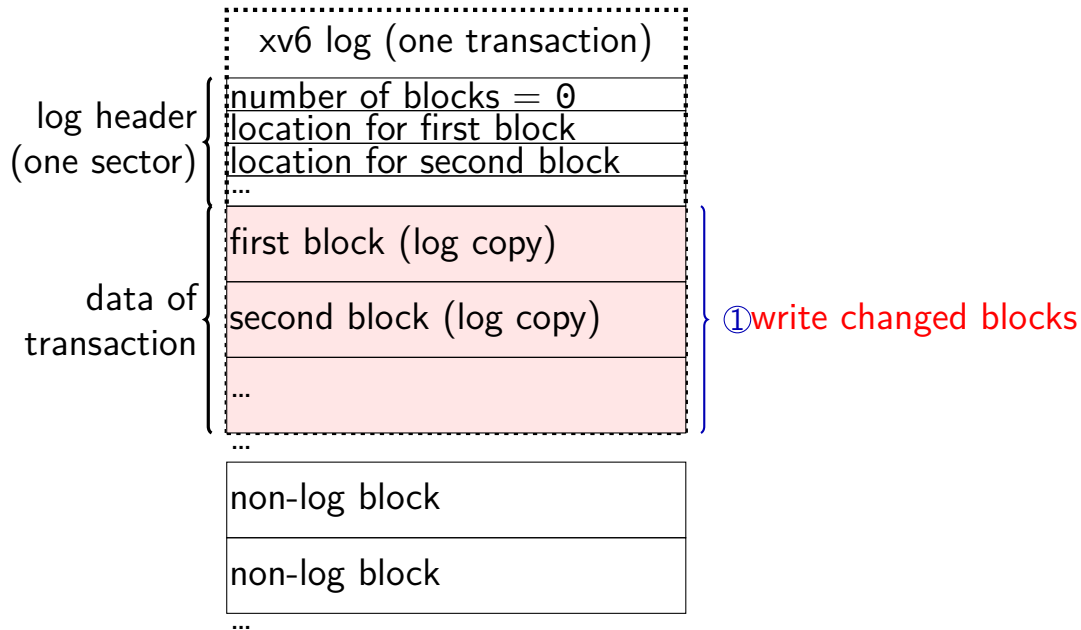 xv6 log (one transaction)
log header
(one sector)
number of blocks = 0
location for first block
location for second block
…
data of
transaction
first block (log copy)
second block (log copy)
…
①write changed blocks
…
non-log block
non-log block
…